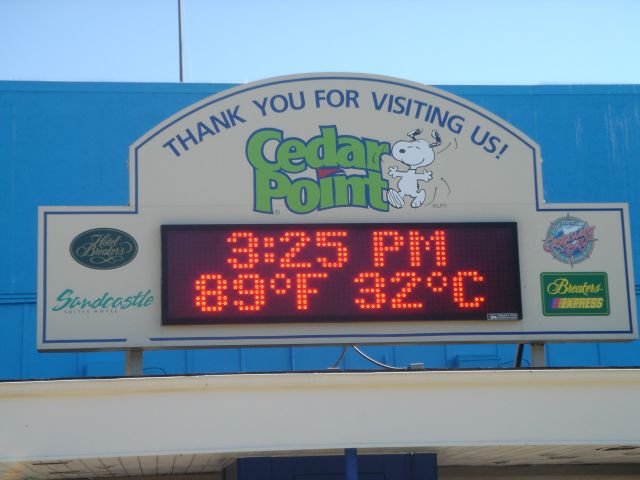 THANK YOU FOR VISITING US!
Cedar
Point
3:25 PM
89°F 32°C
Hotel
Breakers
Sandcastle
SUITES HOTEL
Breakers
EXPRESS